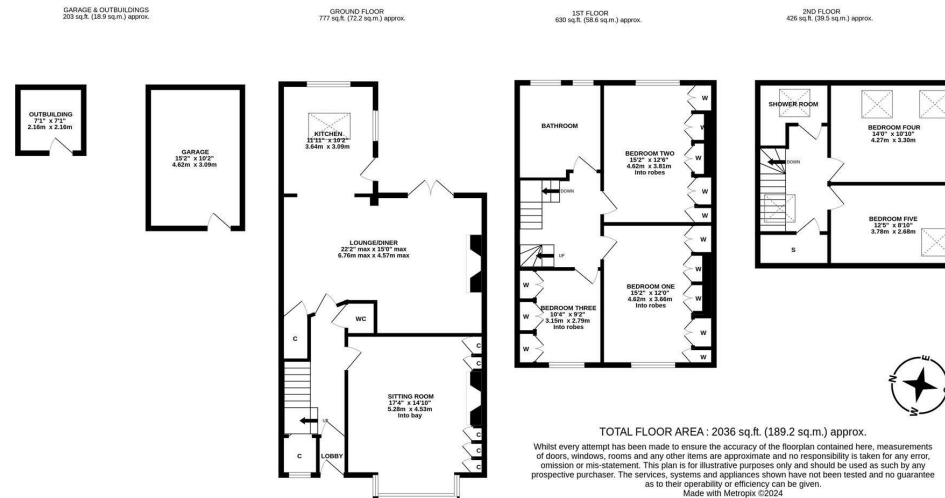 GARAGE & OUTBUILDINGS
203 sq.ft. (18.9 sq.m.) approx.
GROUND FLOOR
777 sq.ft. (72.2 sq.m.) approx.
1ST FLOOR
630 sq.ft. (58.6 sq.m.) approx.
2ND FLOOR
426 sq.ft. (39.5 sq.m.) approx.
OUTBUILDING
7'1" x 7'1"
2.16m x 2.16m
GARAGE
15'2" x 10'2"
4.62m x 3.09m
KITCHEN
11'11" x 10'2"
3.64m x 3.09m
LOUNGE/DINER
22'2" max x 15'0" max
6.76m max x 4.57m max
WC
C
SITTING ROOM
17'4" x 14'10"
5.28m x 4.53m
Into bay
C
C
C
C
C
UP
C
LOBBY
BATHROOM
BEDROOM TWO
15'2" x 12'6"
4.62m x 3.81m
Into robes
W
W
W
W
W
DOWN
UP
BEDROOM ONE
15'2" x 12'0"
4.62m x 3.66m
Into robes
W
W
W
W
W
BEDROOM THREE
10'4" x 9'2"
3.15m x 2.79m
Into robes
W
W
W
SHOWER ROOM
BEDROOM FOUR
14'0" x 10'10"
4.27m x 3.30m
DOWN
BEDROOM FIVE
12'5" x 8'10"
3.78m x 2.68m
S
N
E
W
TOTAL FLOOR AREA : 2036 sq.ft. (189.2 sq.m.) approx.
Whilst every attempt has been made to ensure the accuracy of the floorplan contained here, measurements
of doors, windows, rooms and any other items are approximate and no responsibility is taken for any error,
omission or mis-statement. This plan is for illustrative purposes only and should be used as such by any
prospective purchaser. The services, systems and appliances shown have not been tested and no guarantee
as to their operability or efficiency can be given.
Made with Metropix ©2024